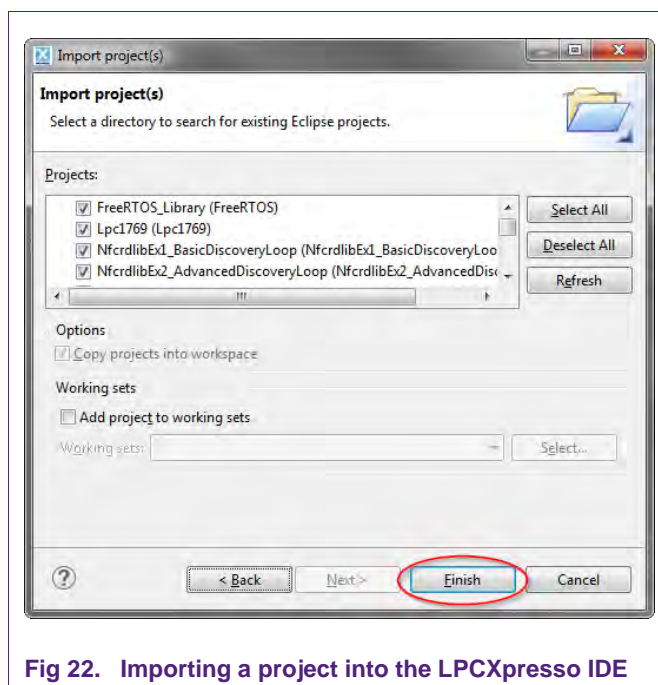 Import project(s)
Import project(s)
Select a directory to search for existing Eclipse projects.
Projects:
FreeRTOS_Library (FreeRTOS)
Lpc1769 (Lpc1769)
NfcrdlibEx1_BasicDiscoveryLoop (NfcrdlibEx1_BasicDiscoveryLoo
NfcrdlibEx2_AdvancedDiscoveryLoop (NfcrdlibEx2_AdvancedDisc
Select All
Deselect All
Refresh
Options
Copy projects into workspace
Working sets
Add project to working sets
Working sets:
Select...
?
< Back
Next >
Finish
Cancel
Fig 22. Importing a project into the LPCXpresso IDE